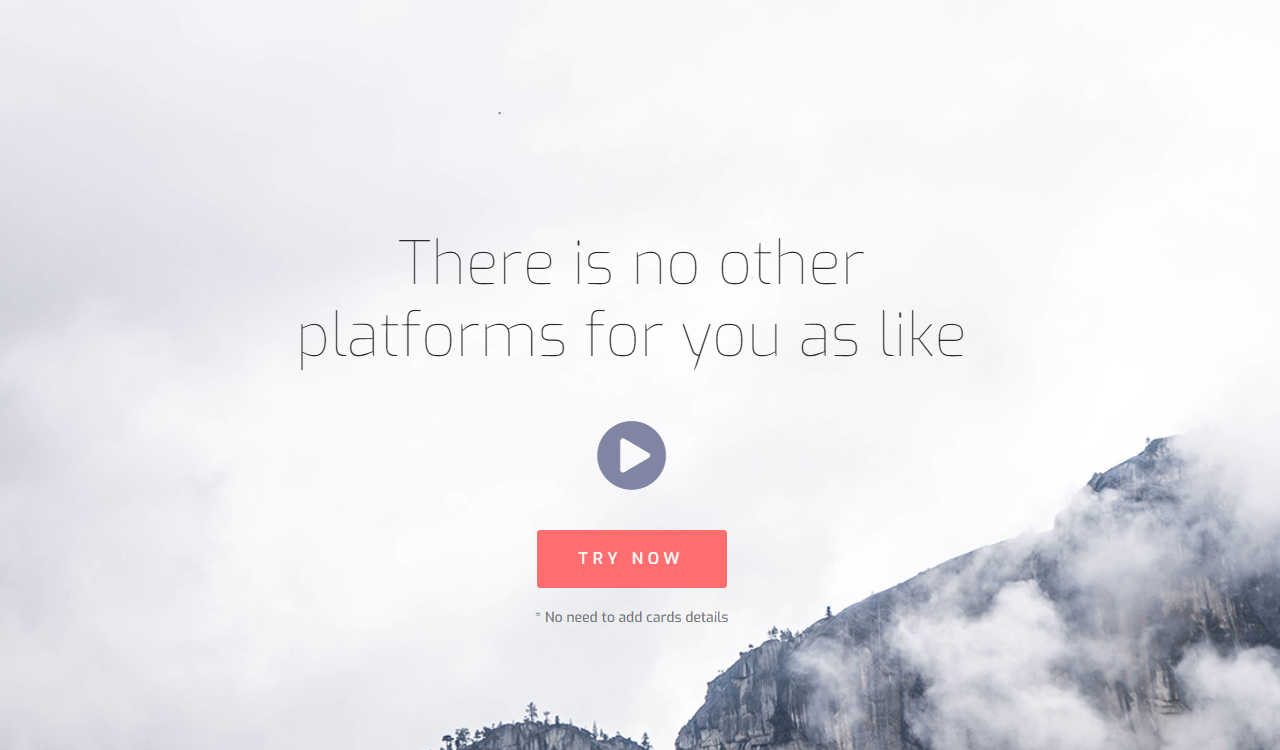 There is no other
platforms for you as like
TRY NOW
* No need to add cards details